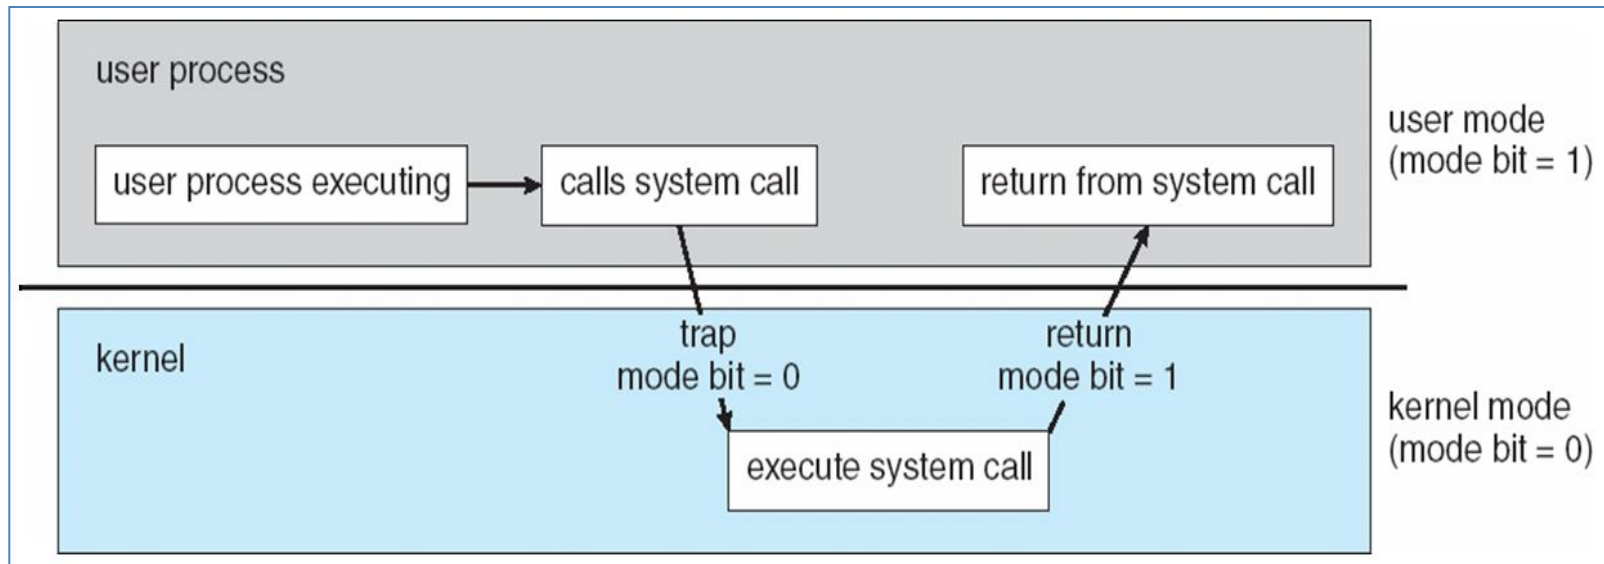 user process
user process executing
calls system call
return from system call
user mode
(mode bit = 1)
kernel
trap
mode bit = 0
return
mode bit = 1
execute system call
kernel mode
(mode bit = 0)